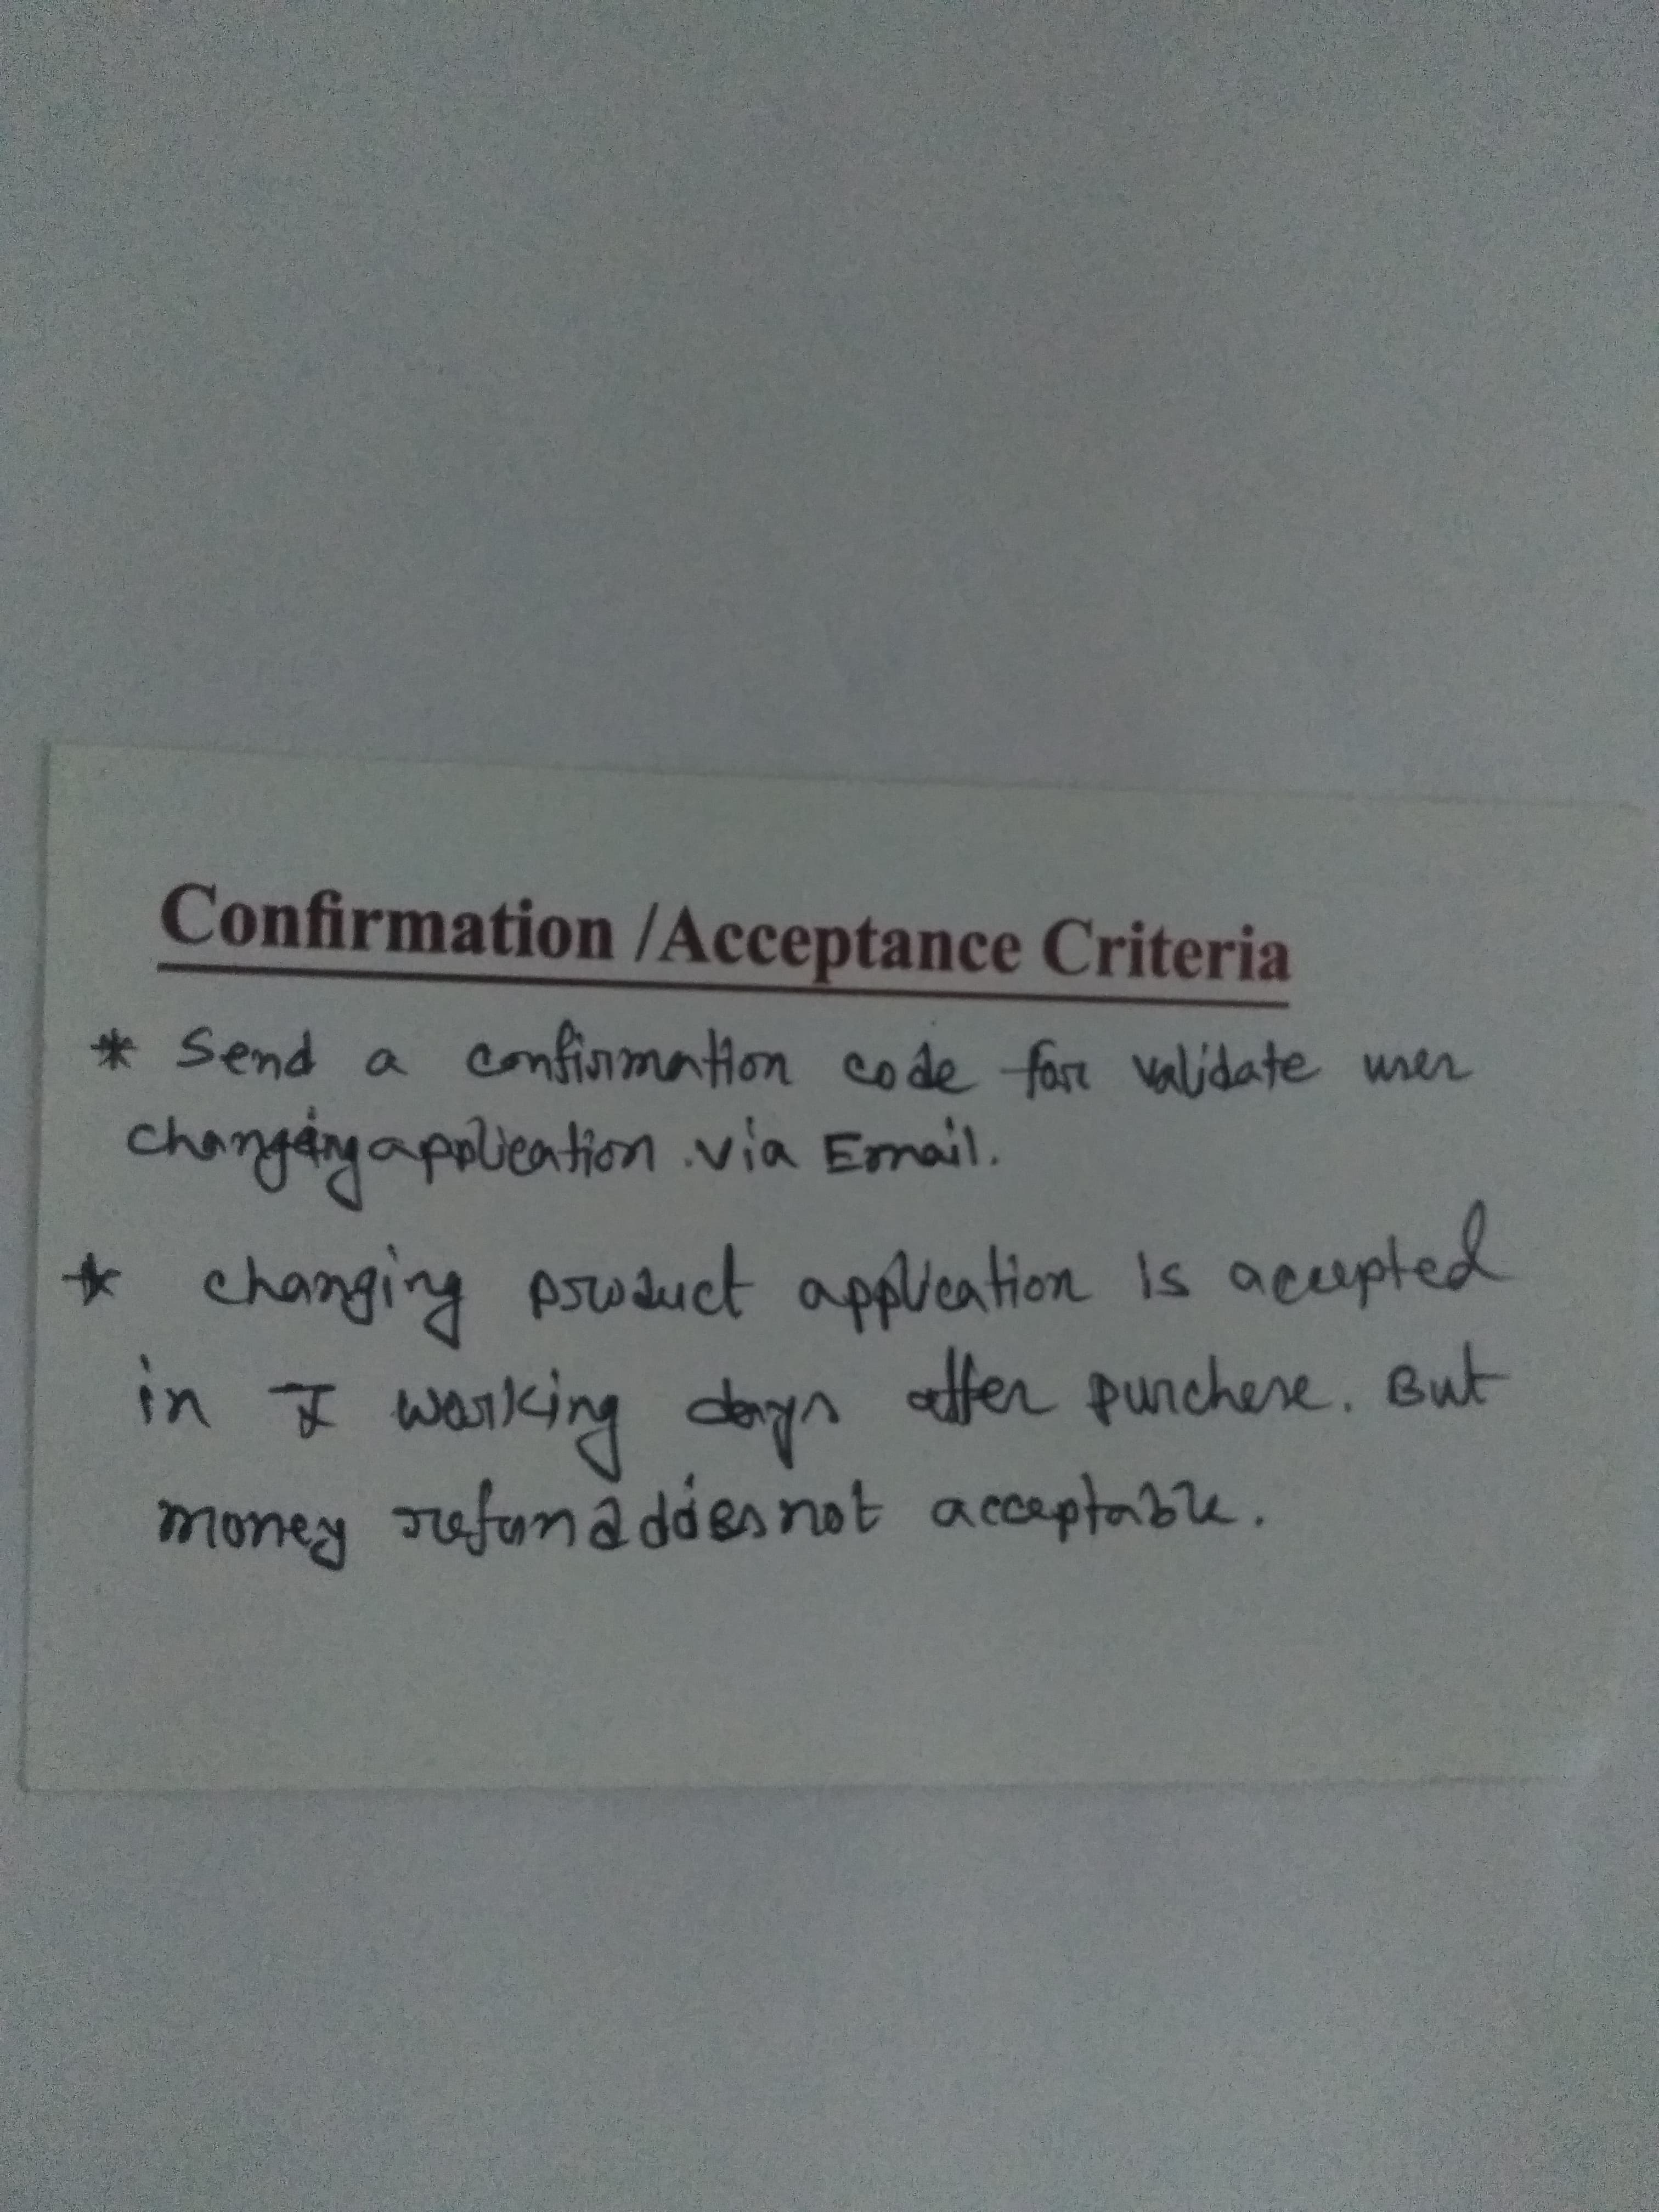 Confirmation /Acceptance Criteria
* Send a confirmation code for validate user
changing application via Email.
* Changing product application is accepted
in working days after purchase. But
money refund does not acceptable.